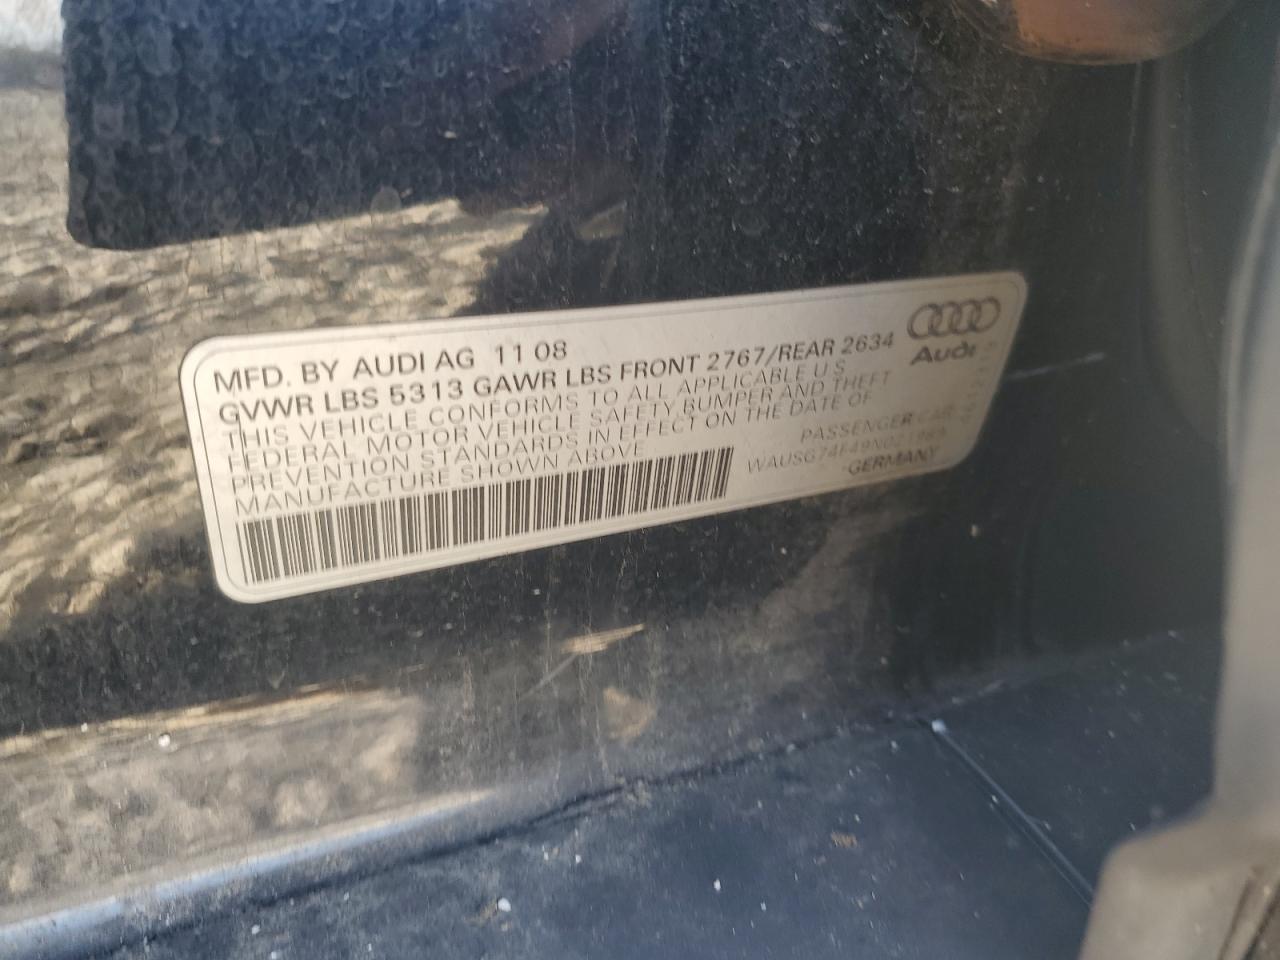 MFD. BY AUDI AG 11 08
GVWR LBS 5313 GAWR LBS FRONT 2767/REAR 2634
THIS VEHICLE CONFORMS TO ALL APPLICABLE U S
FEDERAL MOTOR VEHICLE SAFETY BUMPER AND THEFT
PREVENTION STANDARDS IN EFFECT ON THE DATE OF
MANUFACTURE SHOWN ABOVE
Audi
PASSENGER CAR
GERMANY